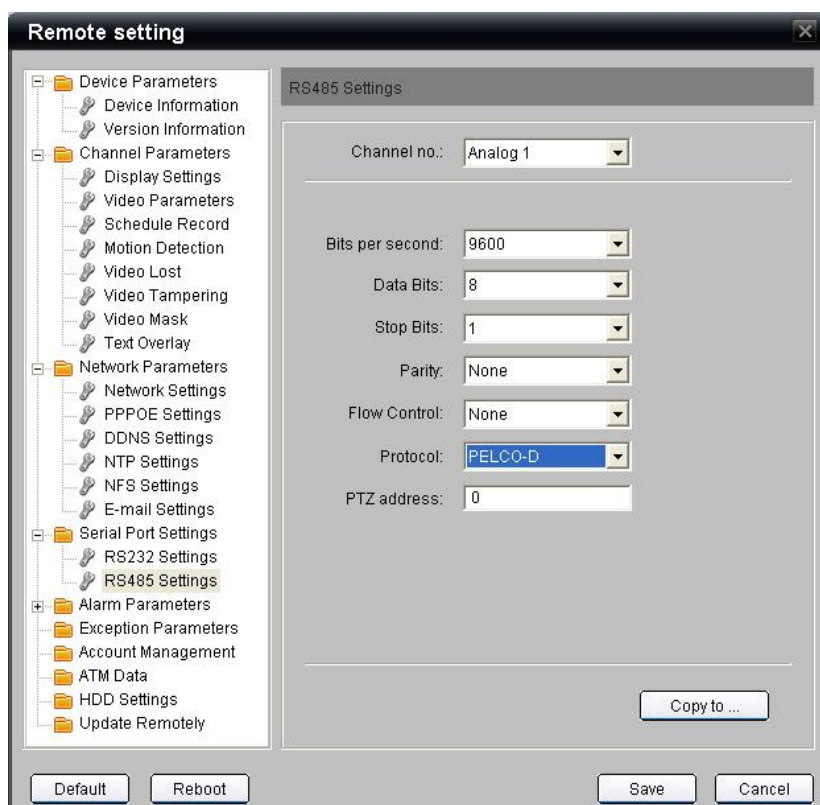 Remote setting
Device Parameters
Device Information
Version Information
Channel Parameters
Display Settings
Video Parameters
Schedule Record
Motion Detection
Video Lost
Video Tampering
Video Mask
Text Overlay
Network Parameters
Network Settings
PPPOE Settings
DDNS Settings
NTP Settings
NFS Settings
E-mail Settings
Serial Port Settings
RS232 Settings
RS485 Settings
Alarm Parameters
Exception Parameters
Account Management
ATM Data
HDD Settings
Update Remotely
RS485 Settings
Channel no.: Analog 1
Bits per second: 9600
Data Bits: 8
Stop Bits: 1
Parity: None
Flow Control: None
Protocol: PELCO-D
PTZ address: 0
Copy to ...
Default Reboot Save Cancel